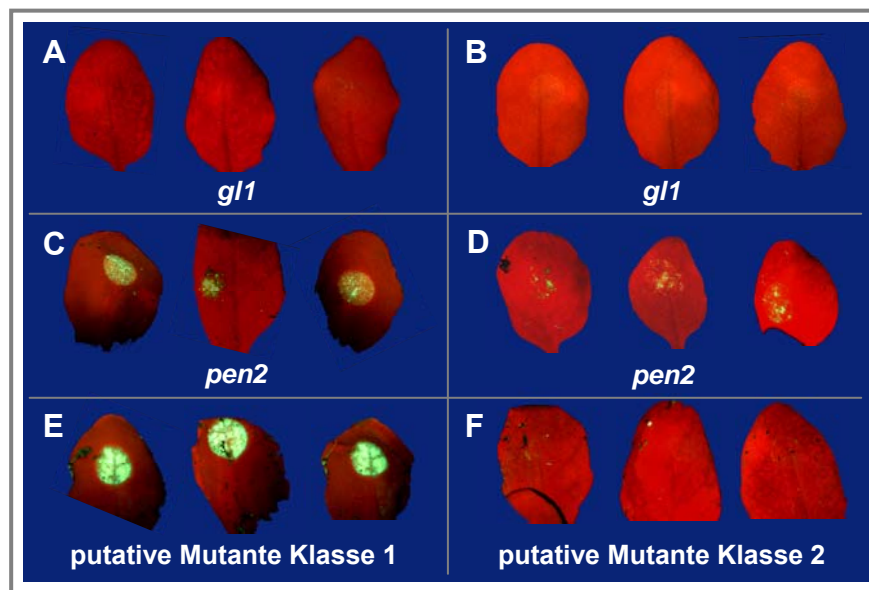 A
B
gl1
gl1
C
D
pen2
pen2
E
F
putative Mutante Klasse 1
putative Mutante Klasse 2